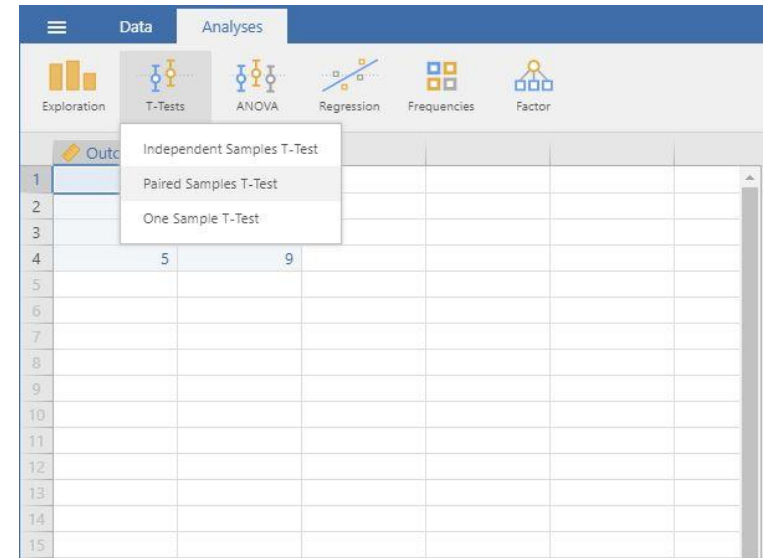 Data Analyses
Exploration T-Tests ANOVA Regression Frequencies Factor
Independent Samples T-Test
Paired Samples T-Test
One Sample T-Test
1
2
3
4 5 9
5
6
7
8
9
10
11
12
13
14
15